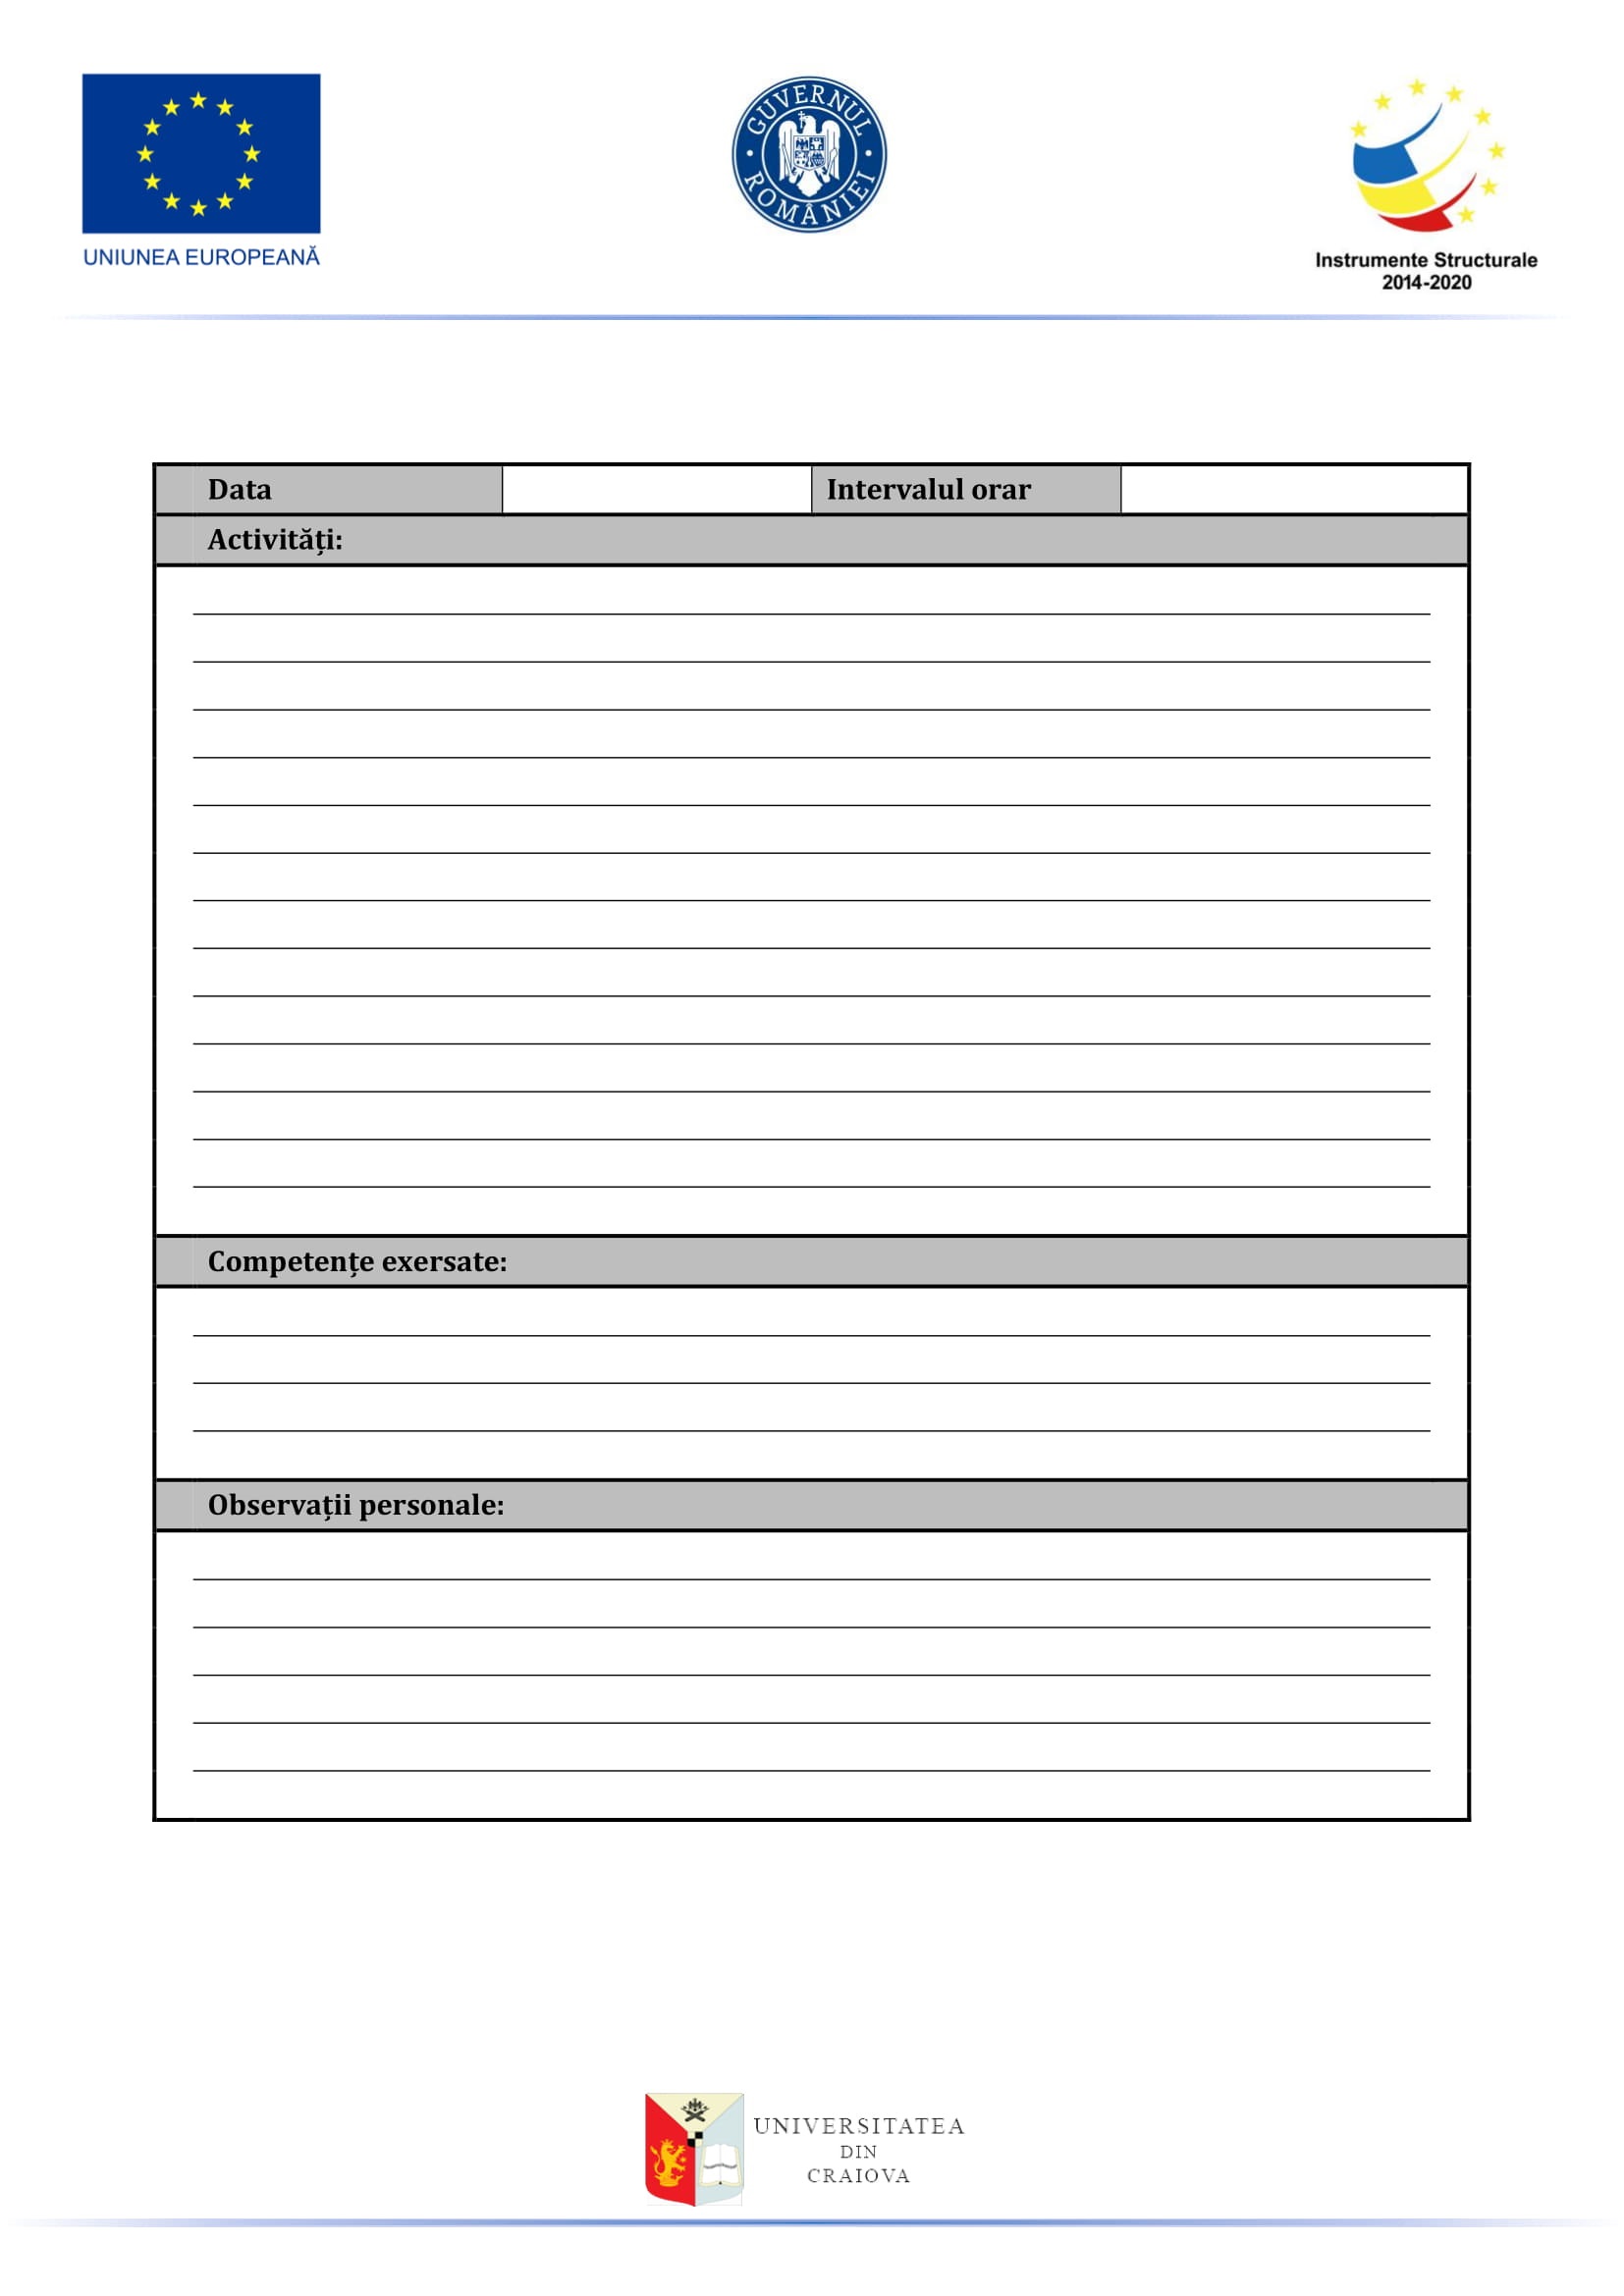 GUVERNUL ROMÂNIEI
UNIUNEA EUROPEANĂ
Instrumente Structurale
2014-2020
Data Intervalul orar
Activități:
Competențe exersate:
Observații personale:
UNIVERSITATEA
DIN
CRAIOVA